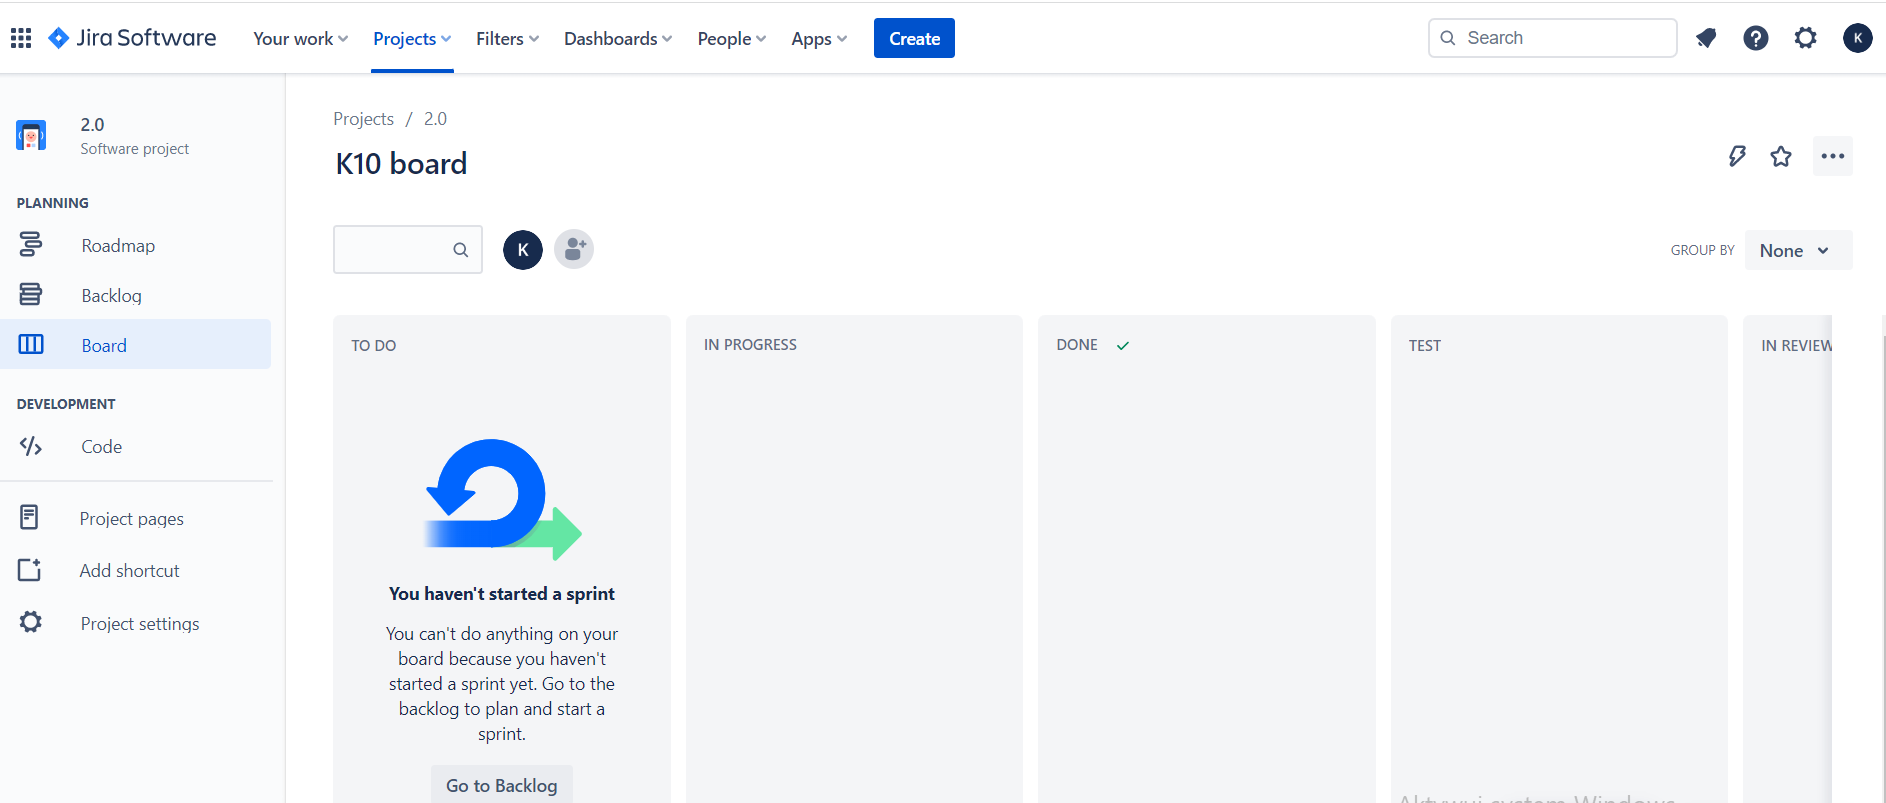 Jira Software
Your work
Projects
Filters
Dashboards
People
Apps
Create
Search
K
2.0
Software project
PLANNING
Roadmap
Backlog
Board
DEVELOPMENT
Code
Project pages
Add shortcut
Project settings
Projects / 2.0
K10 board
K
GROUP BY
None
TO DO
IN PROGRESS
DONE
TEST
IN REVIEW
You haven't started a sprint
You can't do anything on your
board because you haven't
started a sprint yet. Go to the
backlog to plan and start a
sprint.
Go to Backlog
Aktywuj system Windows